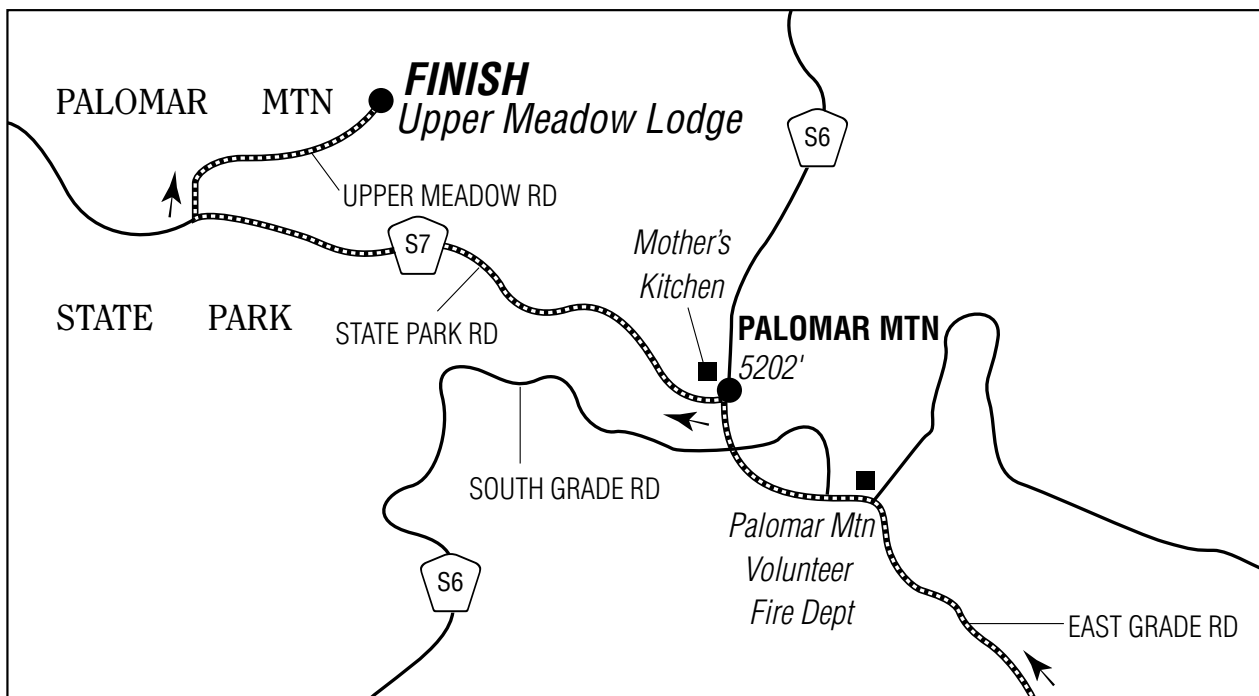 PALOMAR MTN
FINISH
Upper Meadow Lodge
S6
UPPER MEADOW RD
S7
Mother's
Kitchen
STATE PARK
STATE PARK RD
PALOMAR MTN
5202'
SOUTH GRADE RD
Palomar Mtn
Volunteer
Fire Dept
S6
EAST GRADE RD